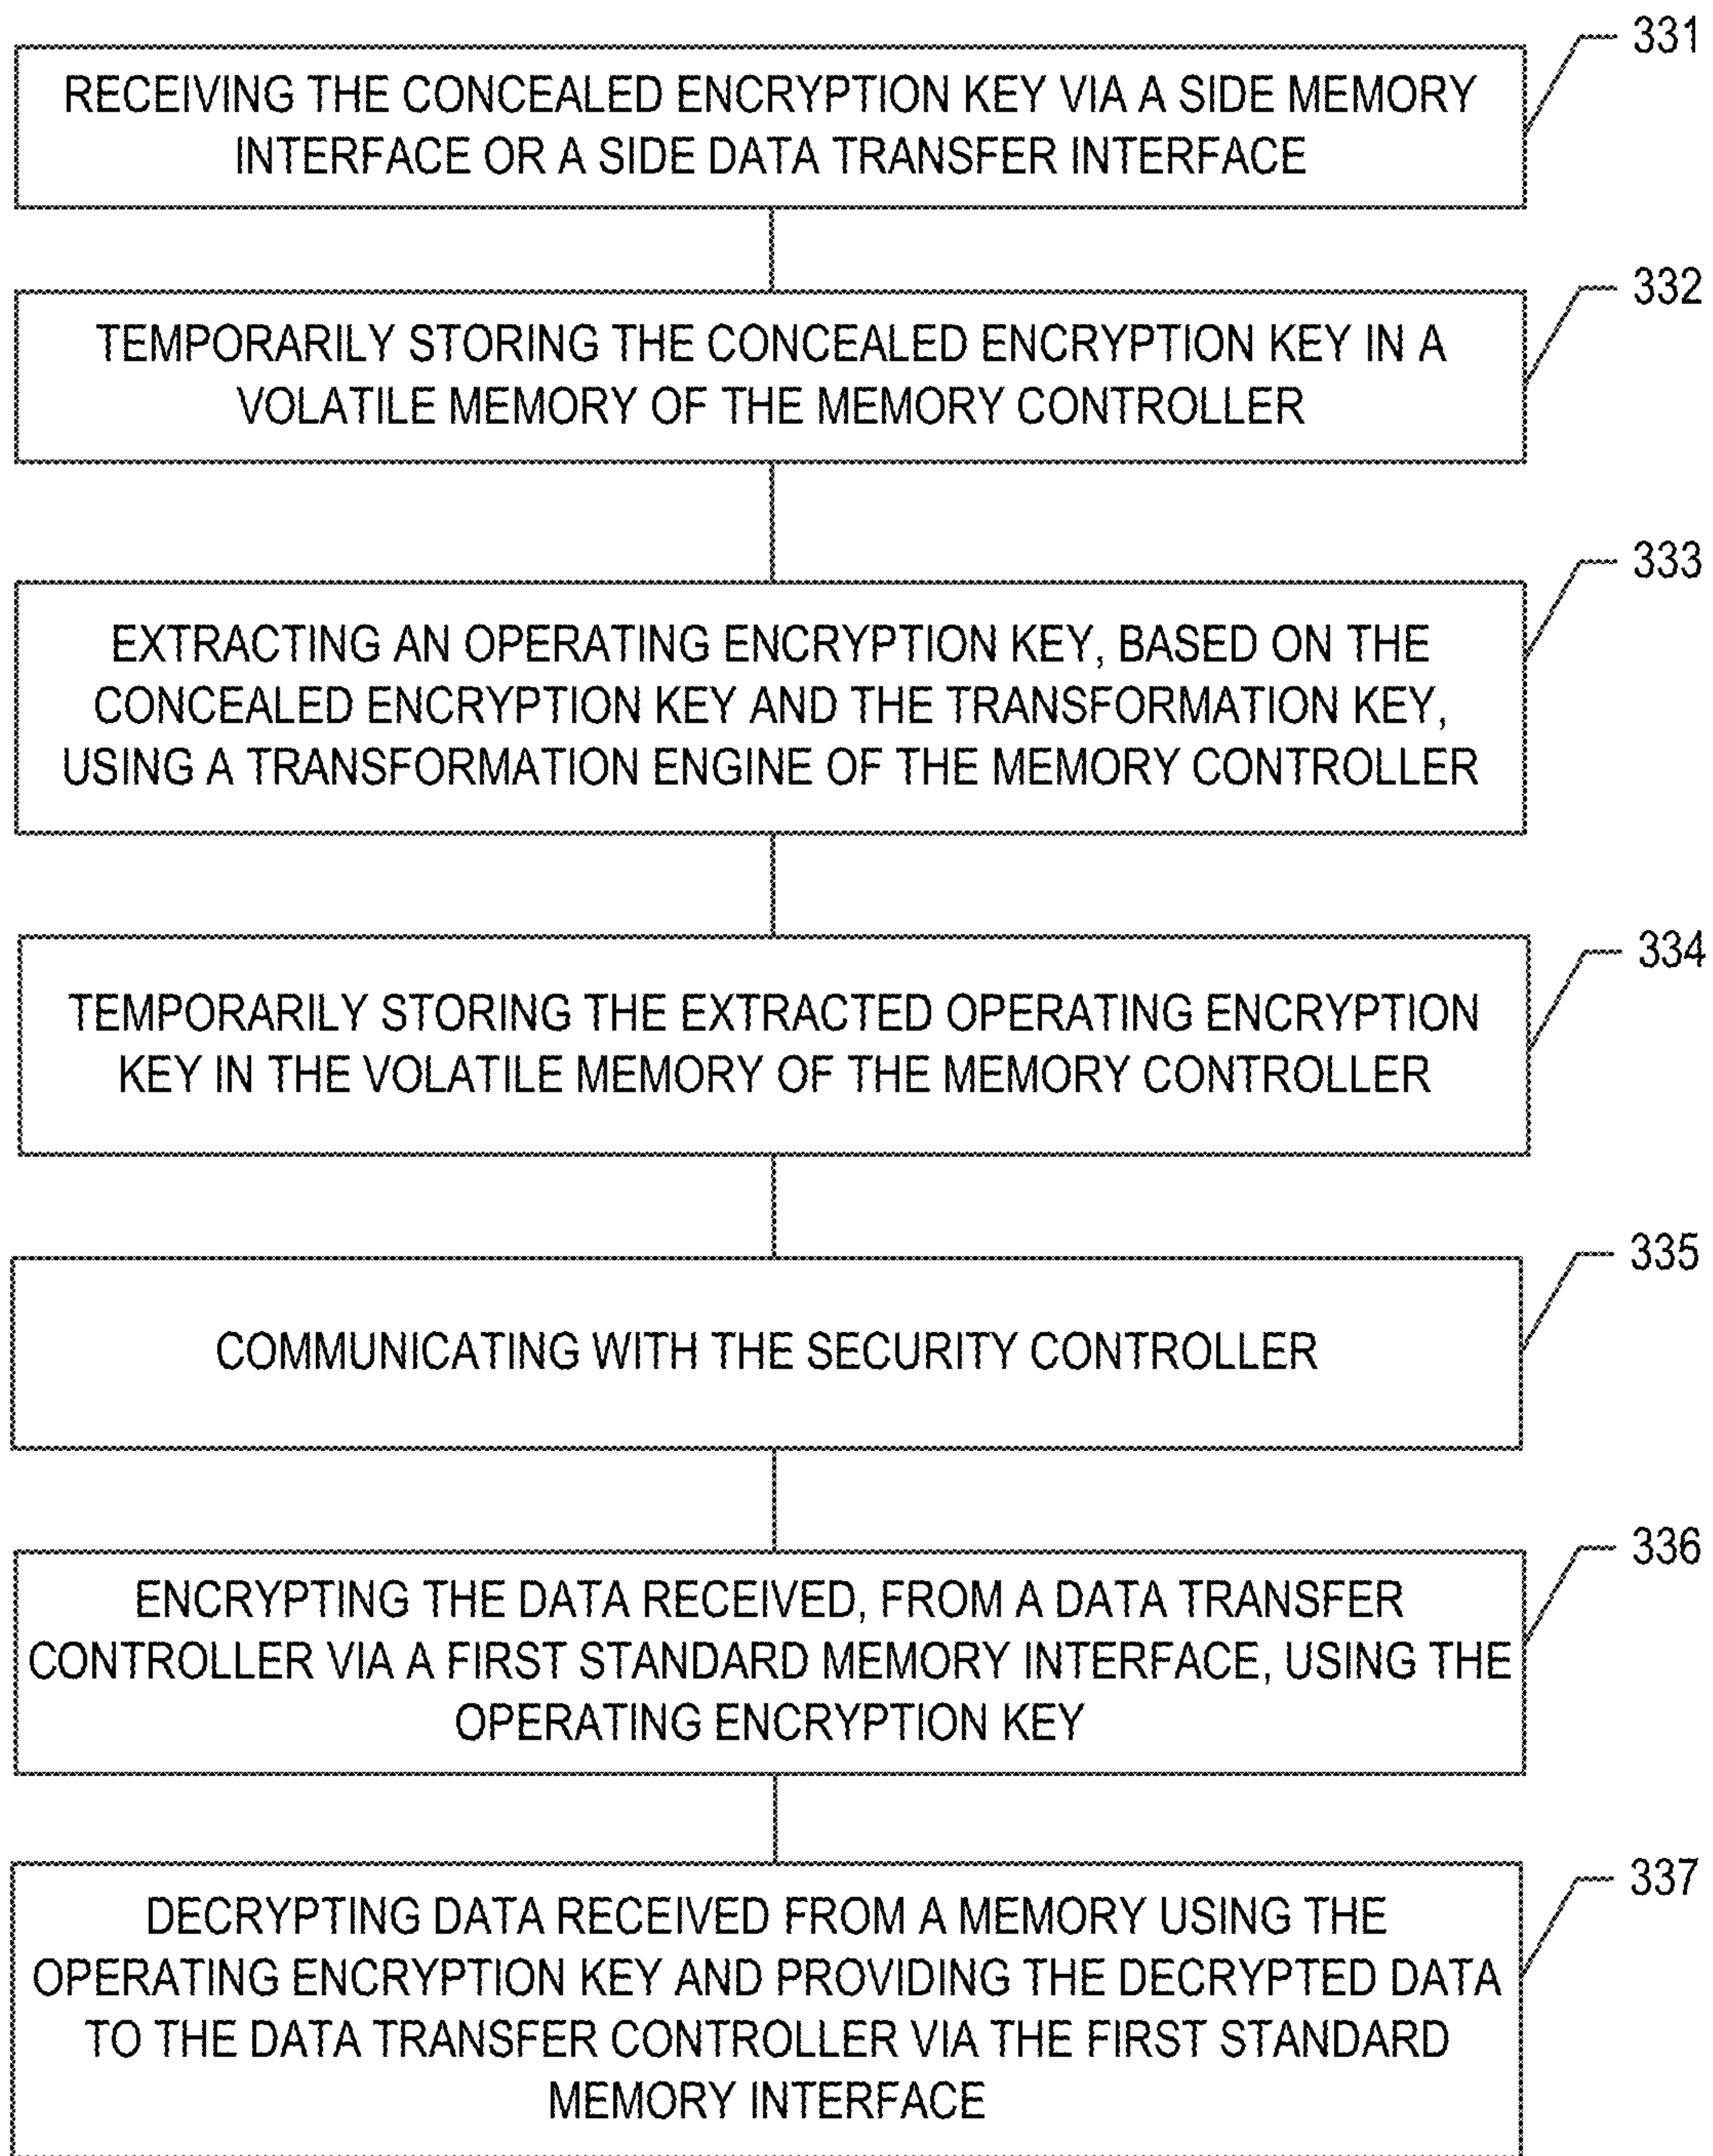 331
RECEIVING THE CONCEALED ENCRYPTION KEY VIA A SIDE MEMORY
INTERFACE OR A SIDE DATA TRANSFER INTERFACE
332
TEMPORARILY STORING THE CONCEALED ENCRYPTION KEY IN A
VOLATILE MEMORY OF THE MEMORY CONTROLLER
333
EXTRACTING AN OPERATING ENCRYPTION KEY, BASED ON THE
CONCEALED ENCRYPTION KEY AND THE TRANSFORMATION KEY,
USING A TRANSFORMATION ENGINE OF THE MEMORY CONTROLLER
334
TEMPORARILY STORING THE EXTRACTED OPERATING ENCRYPTION
KEY IN THE VOLATILE MEMORY OF THE MEMORY CONTROLLER
335
COMMUNICATING WITH THE SECURITY CONTROLLER
336
ENCRYPTING THE DATA RECEIVED, FROM A DATA TRANSFER
CONTROLLER VIA A FIRST STANDARD MEMORY INTERFACE, USING THE
OPERATING ENCRYPTION KEY
337
DECRYPTING DATA RECEIVED FROM A MEMORY USING THE
OPERATING ENCRYPTION KEY AND PROVIDING THE DECRYPTED DATA
TO THE DATA TRANSFER CONTROLLER VIA THE FIRST STANDARD
MEMORY INTERFACE